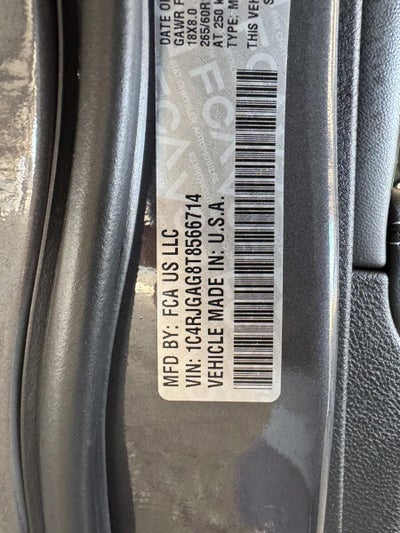 DATE OF
GAWR F
18X8.0
265/60R
AT 250 k
TYPE: M
THIS VEH
MFD BY: FCA US LLC
VIN: 1C4RJGAG8T8566714
VEHICLE MADE IN: U.S.A.
FCA